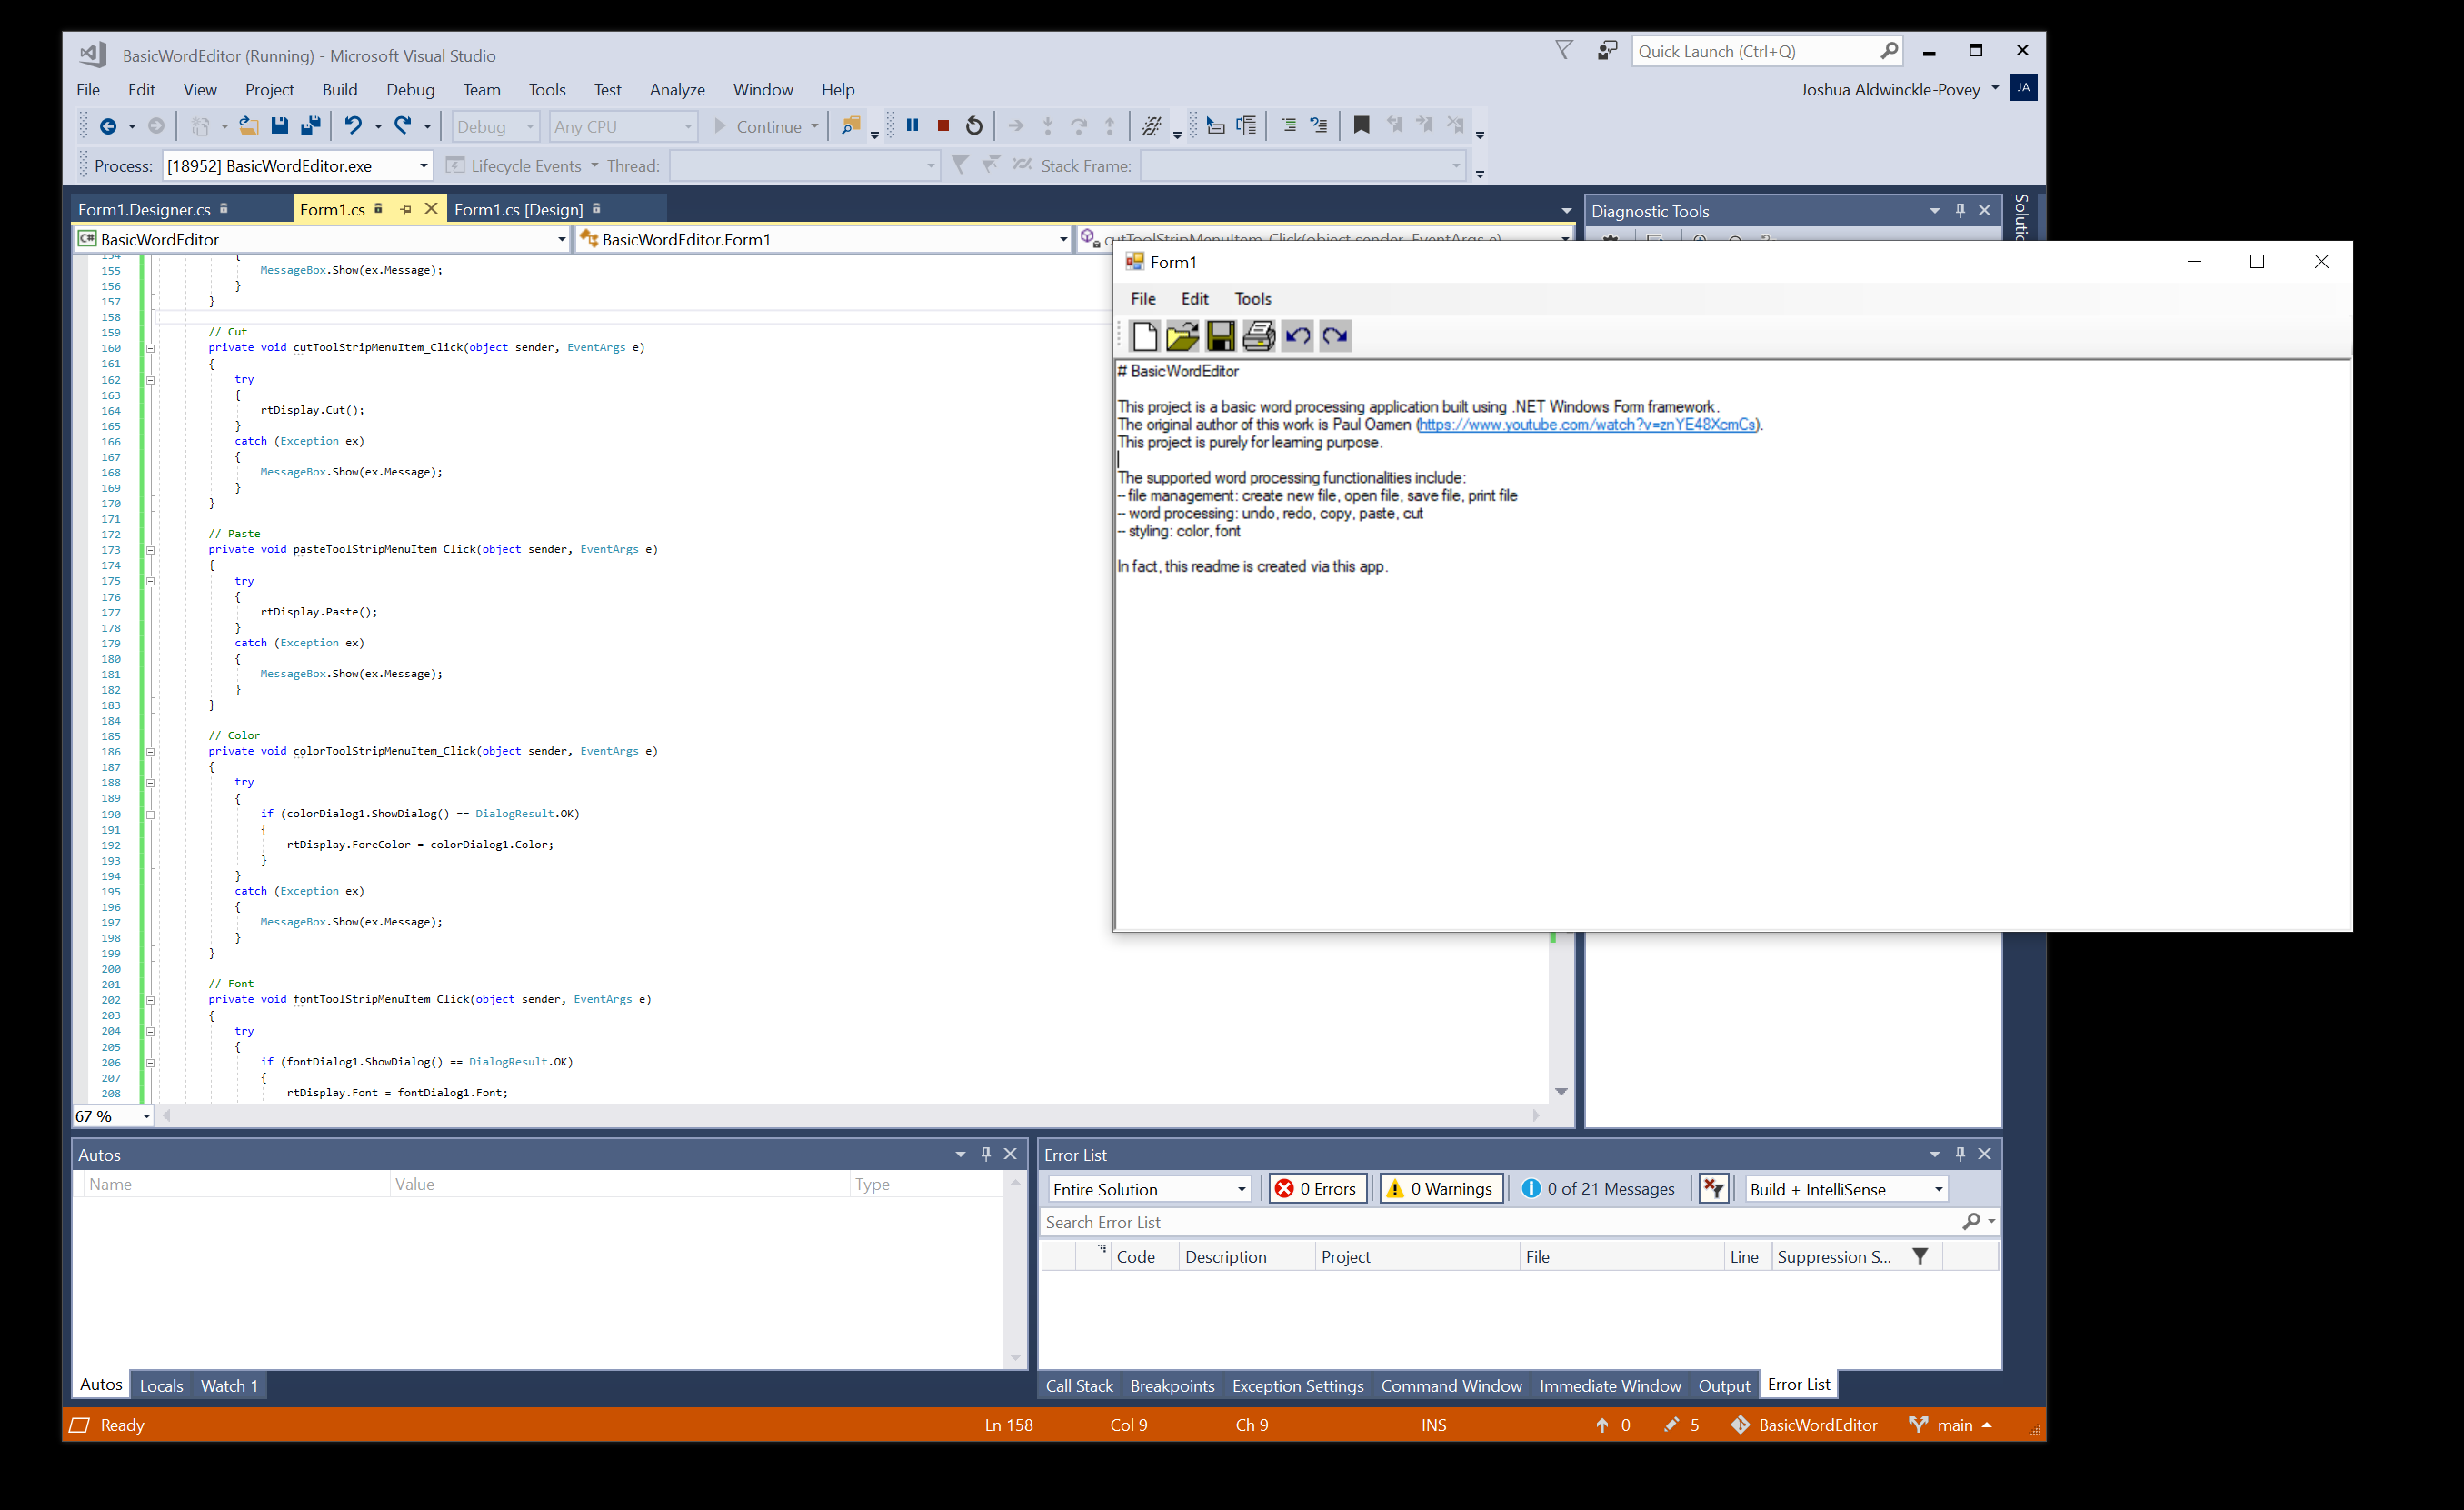 BasicWordEditor (Running) - Microsoft Visual Studio
Quick Launch (Ctrl+Q)
File Edit View Project Build Debug Team Tools Test Analyze Window Help
Joshua Aldwinckle-Povey JA
Debug Any CPU Continue
Process: [18952] BasicWordEditor.exe Lifecycle Events Thread: Stack Frame:
Form1.Designer.cs Form1.cs Form1.cs [Design]
Diagnostic Tools
BasicWordEditor BasicWordEditor.Form1 cutToolStripMenuItem_Click(object sender, EventArgs e)
154 {
155 MessageBox.Show(ex.Message);
156 }
157 }
158
159 // Cut
160 private void cutToolStripMenuItem_Click(object sender, EventArgs e)
161 {
162 try
163 {
164 rtDisplay.Cut();
165 }
166 catch (Exception ex)
167 {
168 MessageBox.Show(ex.Message);
169 }
170 }
171
172 // Paste
173 private void pasteToolStripMenuItem_Click(object sender, EventArgs e)
174 {
175 try
176 {
177 rtDisplay.Paste();
178 }
179 catch (Exception ex)
180 {
181 MessageBox.Show(ex.Message);
182 }
183 }
184
185 // Color
186 private void colorToolStripMenuItem_Click(object sender, EventArgs e)
187 {
188 try
189 {
190 if (colorDialog1.ShowDialog() == DialogResult.OK)
191 {
192 rtDisplay.ForeColor = colorDialog1.Color;
193 }
194 }
195 catch (Exception ex)
196 {
197 MessageBox.Show(ex.Message);
198 }
199 }
200
201 // Font
202 private void fontToolStripMenuItem_Click(object sender, EventArgs e)
203 {
204 try
205 {
206 if (fontDialog1.ShowDialog() == DialogResult.OK)
207 {
208 rtDisplay.Font = fontDialog1.Font;
67 %
Form1
File Edit Tools
# BasicWordEditor
This project is a basic word processing application built using .NET Windows Form framework.
The original author of this work is Paul Oamen (https://www.youtube.com/watch?v=znYE48XcmCs).
This project is purely for learning purpose.
The supported word processing functionalities include:
-- file management: create new file, open file, save file, print file
-- word processing: undo, redo, copy, paste, cut
-- styling: color, font
In fact, this readme is created via this app.
Autos
Name Value Type
Autos Locals Watch 1
Error List
Entire Solution 0 Errors 0 Warnings 0 of 21 Messages Build + IntelliSense
Search Error List
Code Description Project File Line Suppression S...
Call Stack Breakpoints Exception Settings Command Window Immediate Window Output Error List
Ready Ln 158 Col 9 Ch 9 INS 0 5 BasicWordEditor main